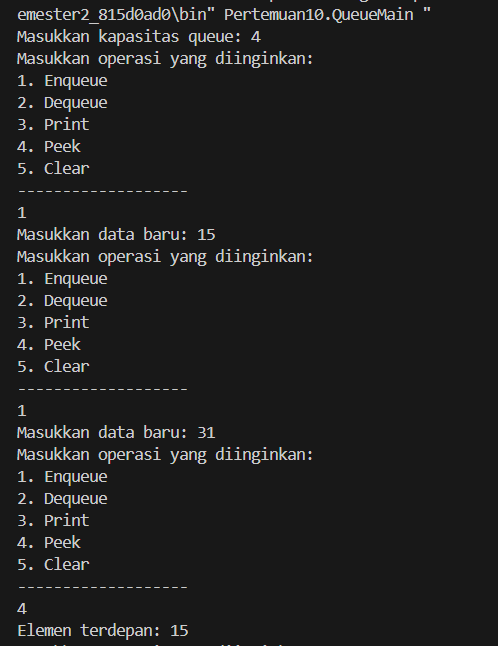 emester2_815d0ad0\bin" Pertemuan10.QueueMain "
Masukkan kapasitas queue: 4
Masukkan operasi yang diinginkan:
1. Enqueue
2. Dequeue
3. Print
4. Peek
5. Clear
-------------------
1
Masukkan data baru: 15
Masukkan operasi yang diinginkan:
1. Enqueue
2. Dequeue
3. Print
4. Peek
5. Clear
-------------------
1
Masukkan data baru: 31
Masukkan operasi yang diinginkan:
1. Enqueue
2. Dequeue
3. Print
4. Peek
5. Clear
-------------------
4
Elemen terdepan: 15